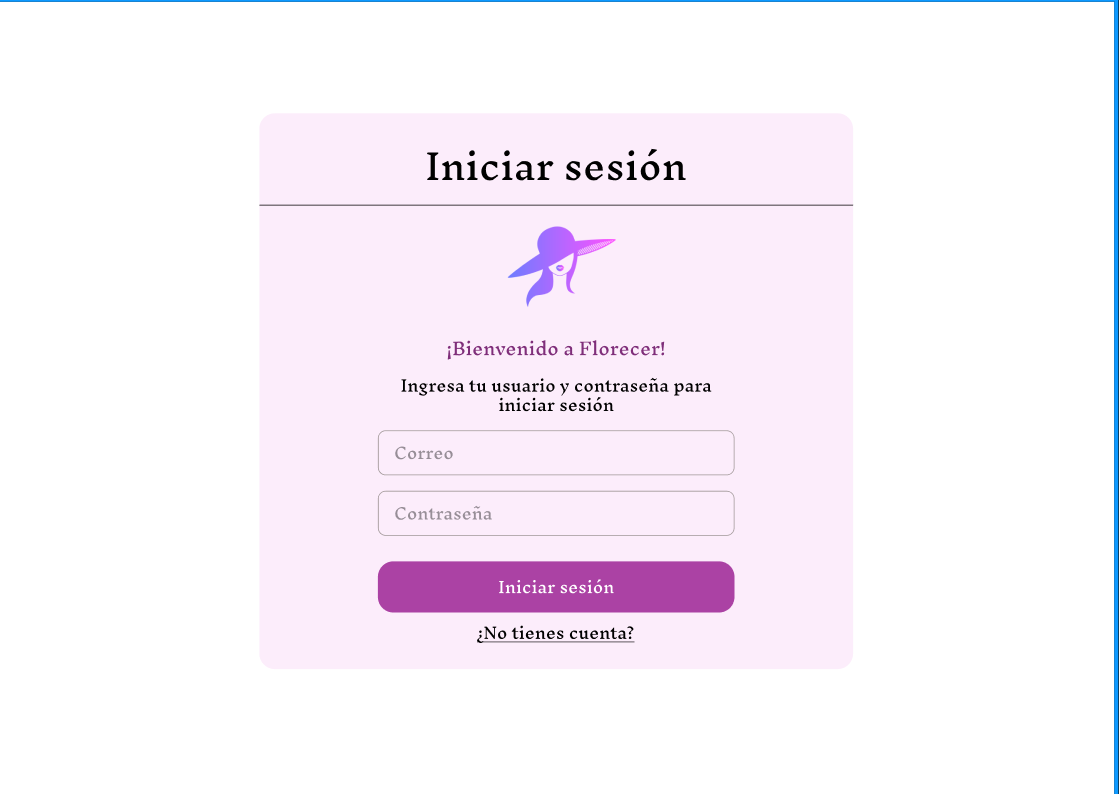 Iniciar sesión
¡Bienvenido a Florecer!
Ingresa tu usuario y contraseña para
iniciar sesión
Correo
Contraseña
Iniciar sesión
¿No tienes cuenta?